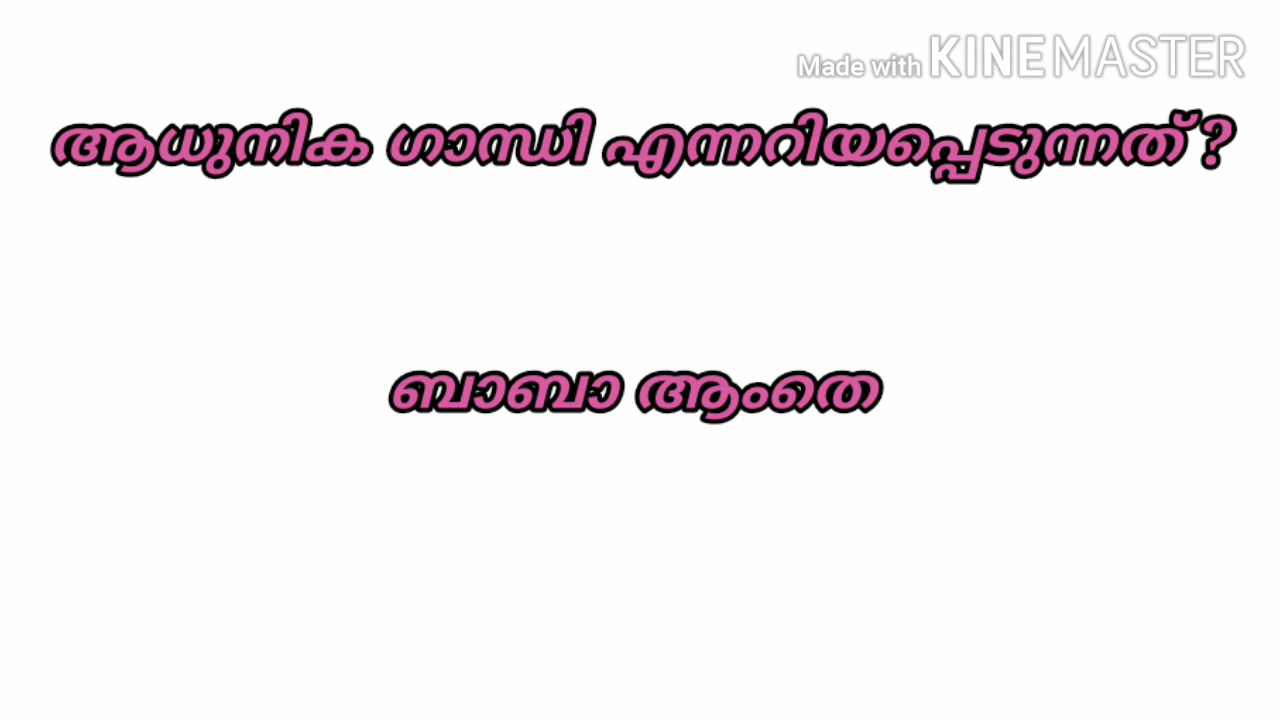 Made with KINEMASTER
ആധുനിക ഗാന്ധി എന്നറിയപ്പെടുന്നത് ?
ബാബാ ആംതെ